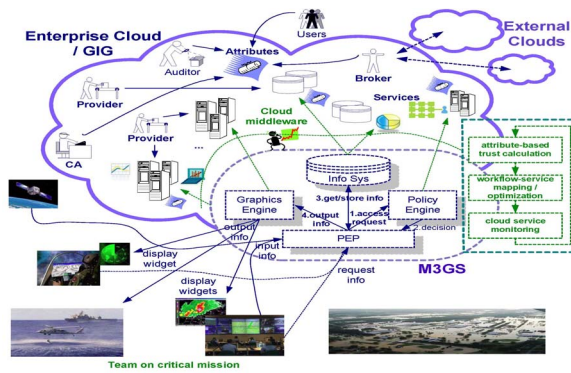 Users
External
Clouds
Enterprise Cloud
/ GIG
Attributes
Auditor
Broker
Provider
Services
Cloud
middleware
Provider
...
CA
attribute-based
trust calculation
workflow-service
mapping /
optimization
cloud service
monitoring
Info Sys
Graphics
Engine
3.get/store info
Policy
Engine
4.output
info
1.access
request
2.decision
PEP
output
info
input
info
M3GS
display
widget
display
widgets
request
info
Team on critical mission